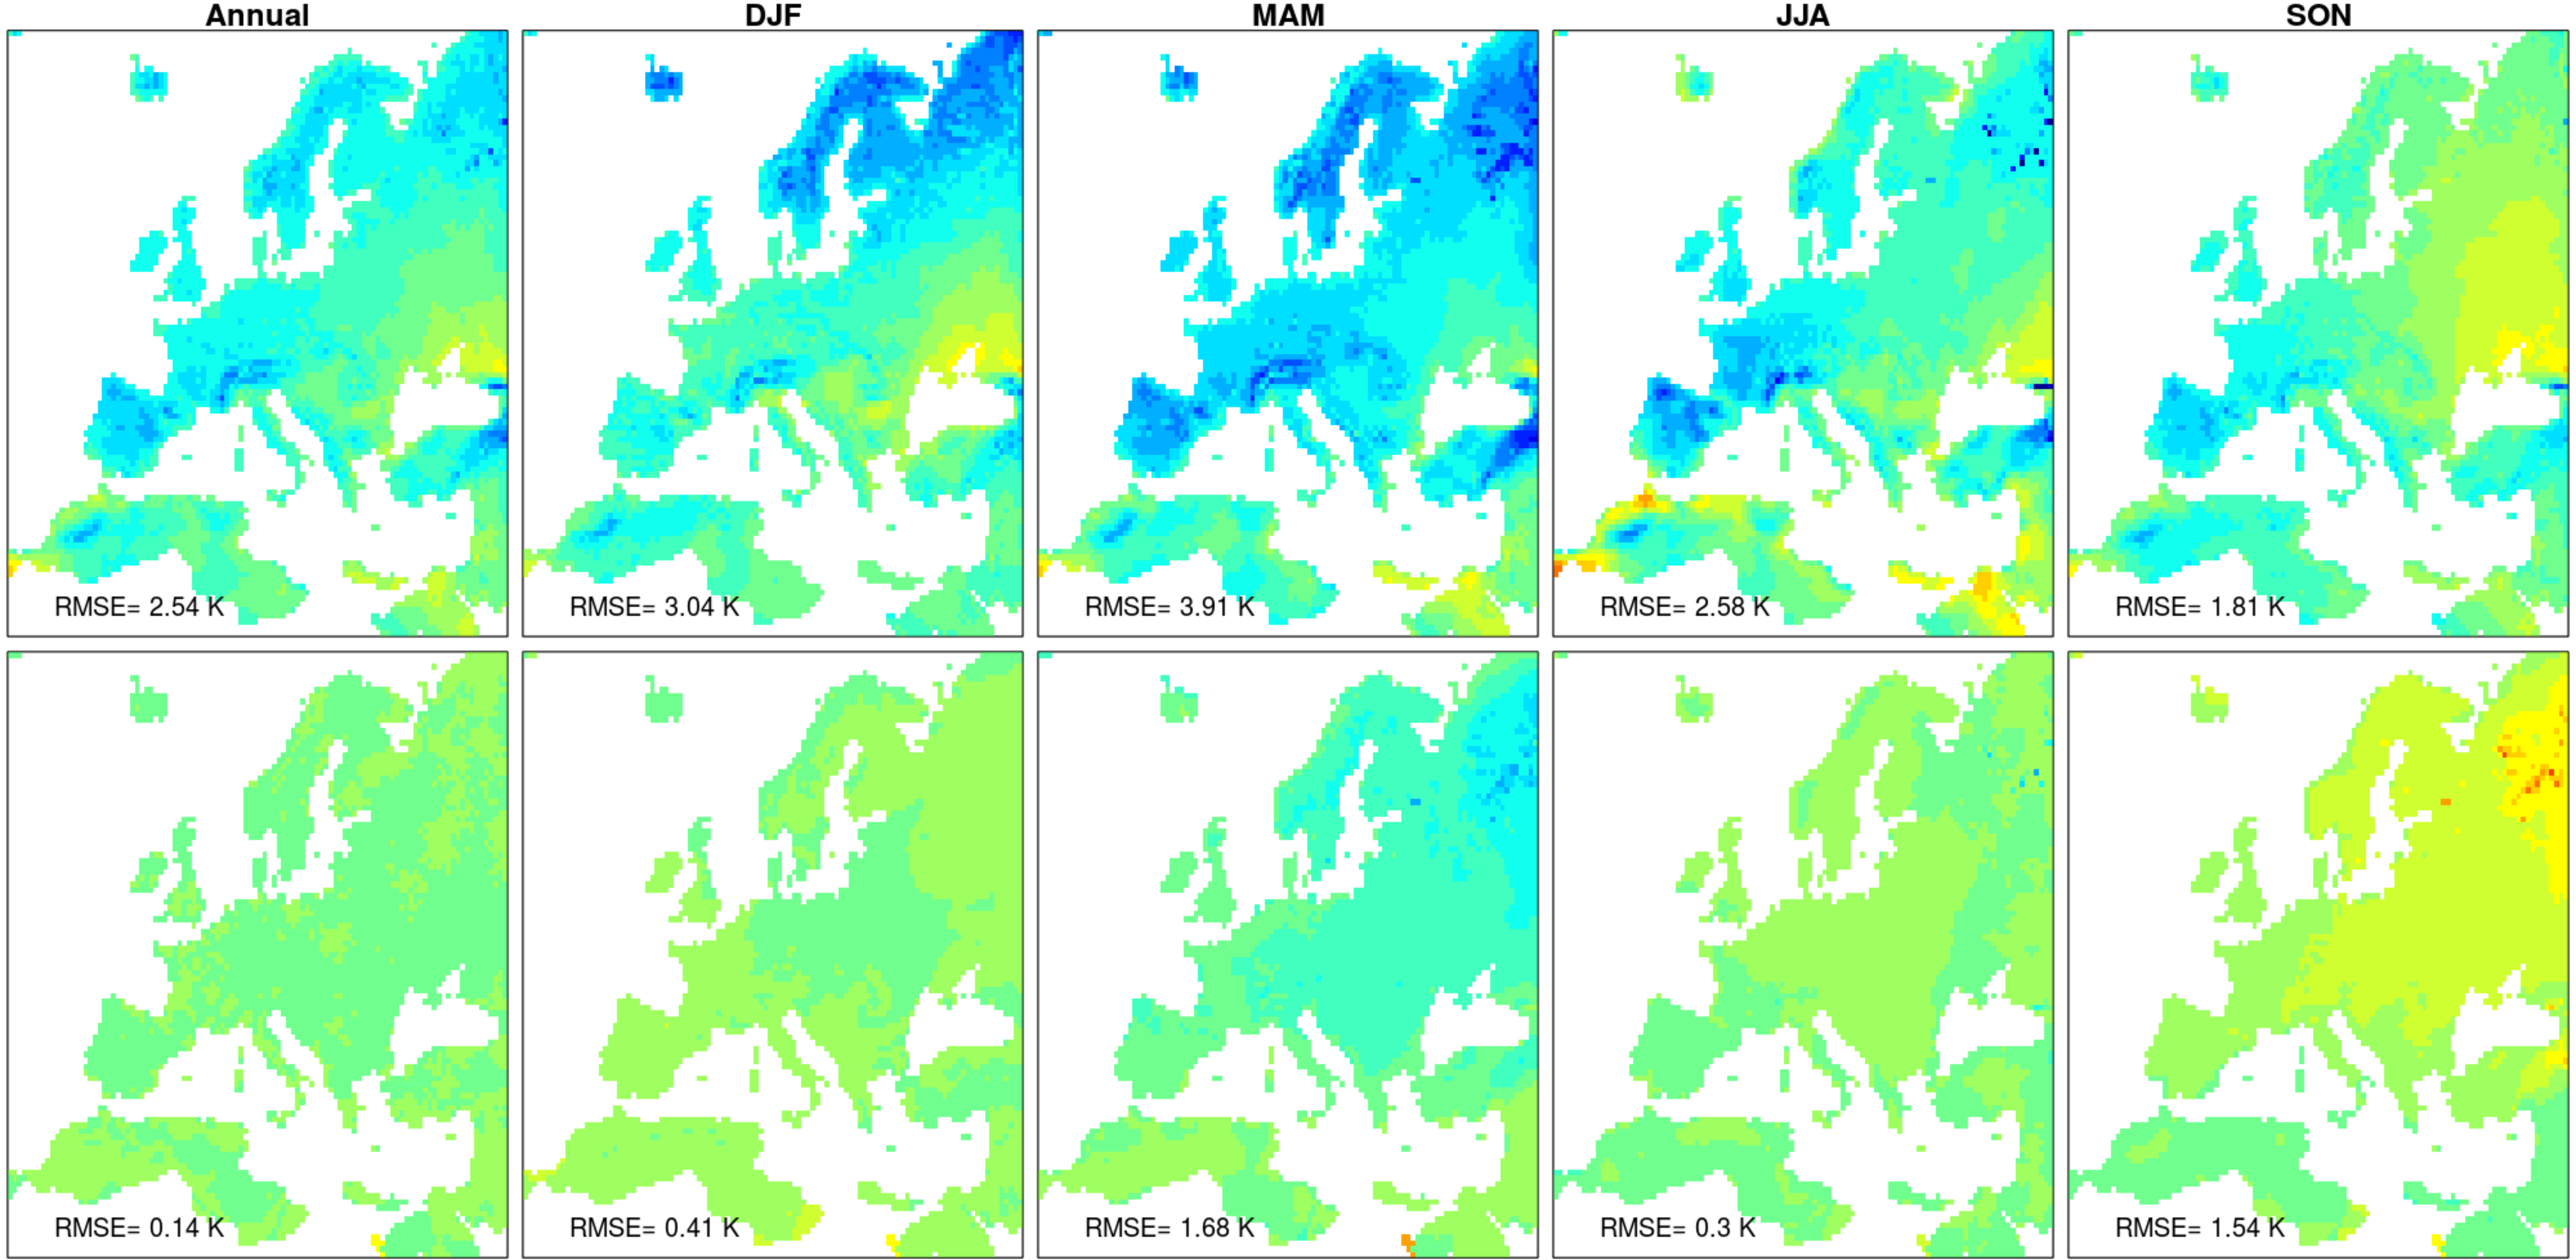 Annual DJF MAM JJA SON
RMSE= 2.54 K RMSE= 3.04 K RMSE= 3.91 K RMSE= 2.58 K RMSE= 1.81 K
RMSE= 0.14 K RMSE= 0.41 K RMSE= 1.68 K RMSE= 0.3 K RMSE= 1.54 K